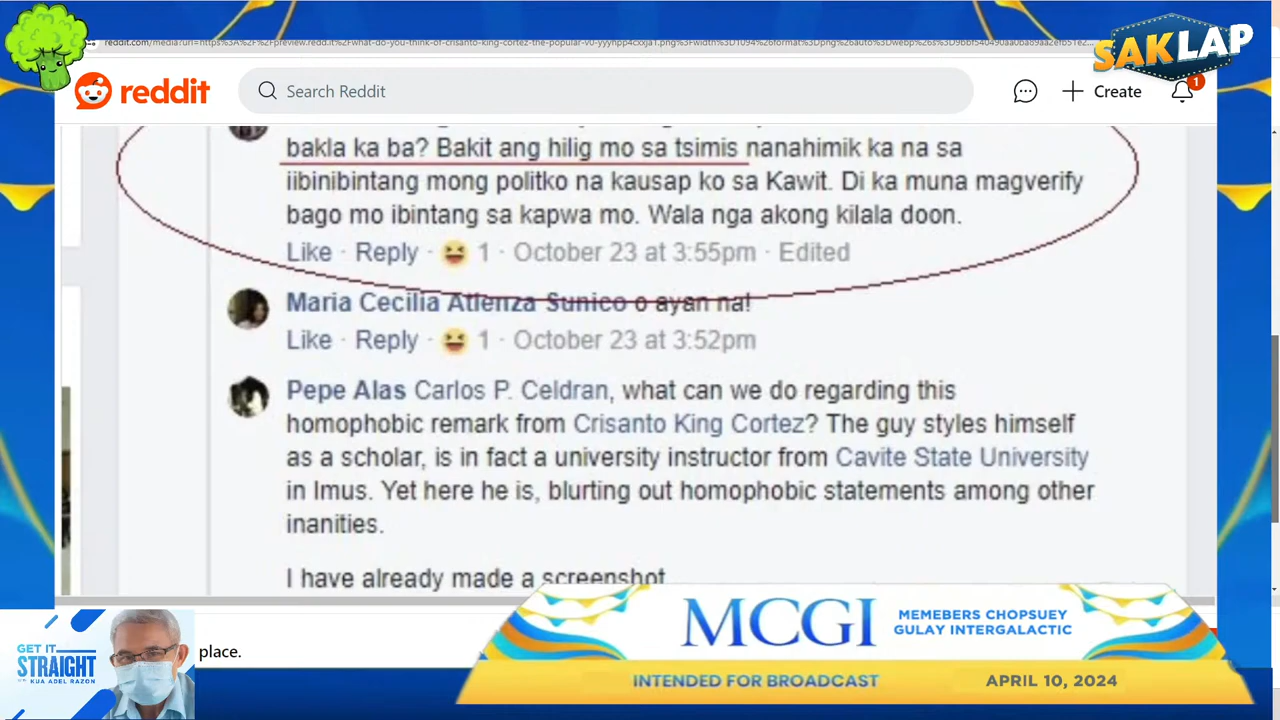 SAKLAP
reddit
Search Reddit
Create
1
bakla ka ba? Bakit ang hilig mo sa tsimis nanahimik ka na sa
iibinibintang mong politko na kausap ko sa Kawit. Di ka muna magverify
bago mo ibintang sa kapwa mo. Wala nga akong kilala doon.
Like · Reply · 1 · October 23 at 3:55pm · Edited
Maria Cecilia Atienza Sunico o ayan na!
Like · Reply · 1 · October 23 at 3:52pm
Pepe Alas Carlos P. Celdran, what can we do regarding this
homophobic remark from Crisanto King Cortez? The guy styles himself
as a scholar, is in fact a university instructor from Cavite State University
in Imus. Yet here he is, blurting out homophobic statements among other
inanities.
I have already made a screenshot
place.
GET IT
STRAIGHT
KUA ADEL RAZON
MCGI
MEMEBERS CHOPSUEY
GULAY INTERGALACTIC
INTENDED FOR BROADCAST
APRIL 10, 2024